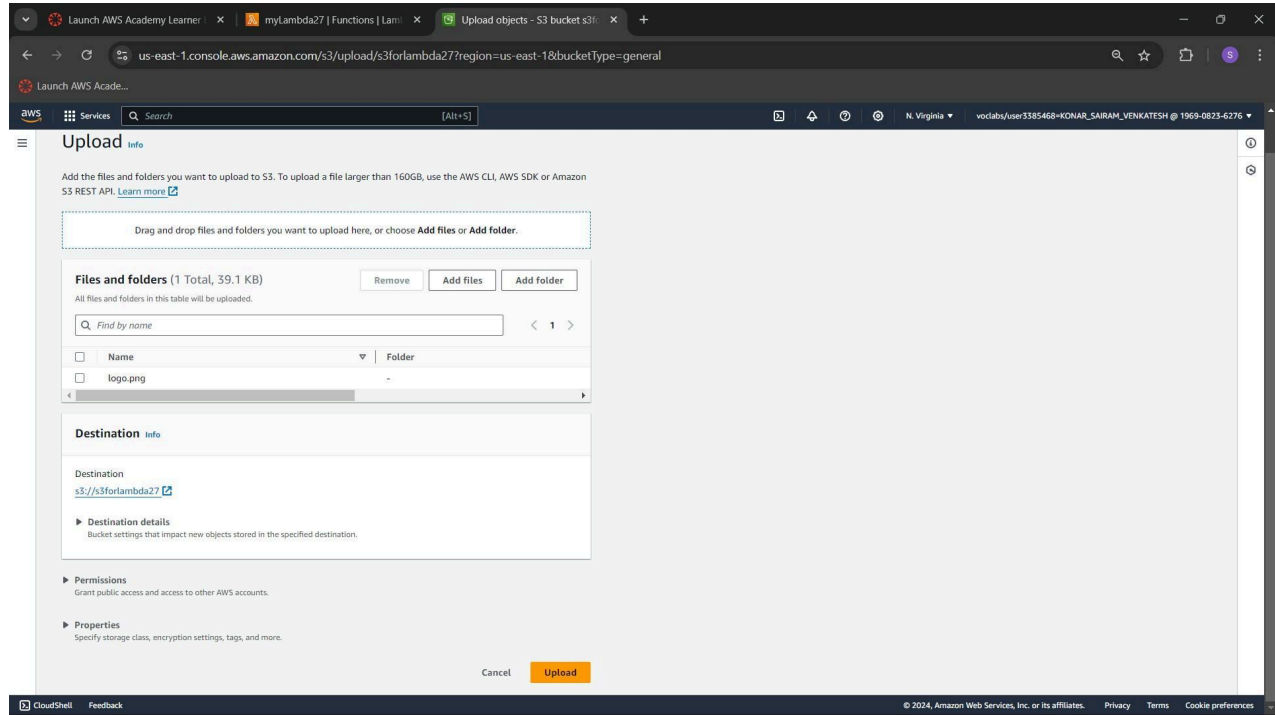 Launch AWS Academy Learner
myLambda27 | Functions | Lam
Upload objects - S3 bucket s3fo
us-east-1.console.aws.amazon.com/s3/upload/s3forlambda27?region=us-east-1&bucketType=general
S
Launch AWS Acade...
aws
Services
Search
[Alt+S]
N. Virginia
voclabs/user3385468=KONAR_SAIRAM_VENKATESH @ 1969-0823-6276
Upload Info
Add the files and folders you want to upload to S3. To upload a file larger than 160GB, use the AWS CLI, AWS SDK or Amazon
S3 REST API. Learn more
Drag and drop files and folders you want to upload here, or choose Add files or Add folder.
Files and folders (1 Total, 39.1 KB)
Remove
Add files
Add folder
All files and folders in this table will be uploaded.
Find by name
1
Name
Folder
logo.png
-
Destination Info
Destination
s3://s3forlambda27
Destination details
Bucket settings that impact new objects stored in the specified destination.
Permissions
Grant public access and access to other AWS accounts.
Properties
Specify storage class, encryption settings, tags, and more.
Cancel
Upload
CloudShell
Feedback
© 2024, Amazon Web Services, Inc. or its affiliates.
Privacy
Terms
Cookie preferences